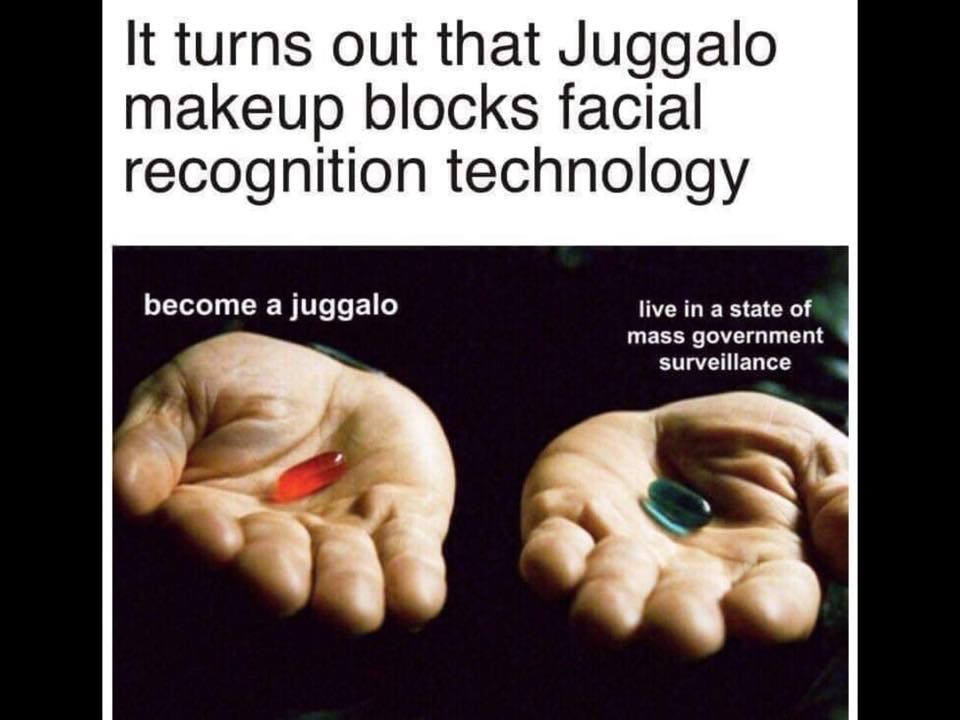 It turns out that Juggalo
makeup blocks facial
recognition technology
become a juggalo
live in a state of
mass government
surveillance